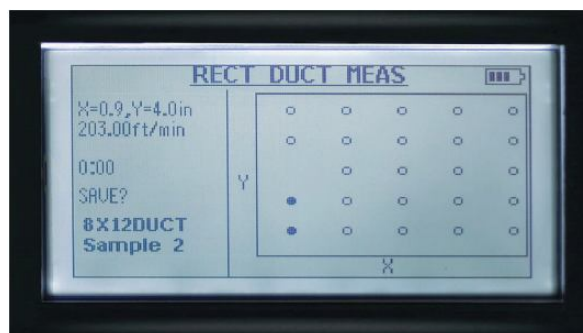 RECT DUCT MEAS
X=0.9,Y=4.0in
203.00ft/min
0:00
SAVE?
8X12DUCT
Sample 2
Y
X